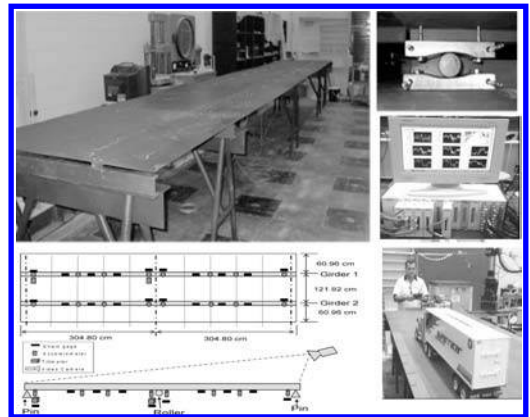 60.96 cm
Girder 1
121.92 cm
Girder 2
60.96 cm
304.80 cm
304.80 cm
Strain gage
Accelerometer
Tiltmeter
Video Camera
Pin
Roller
Pin